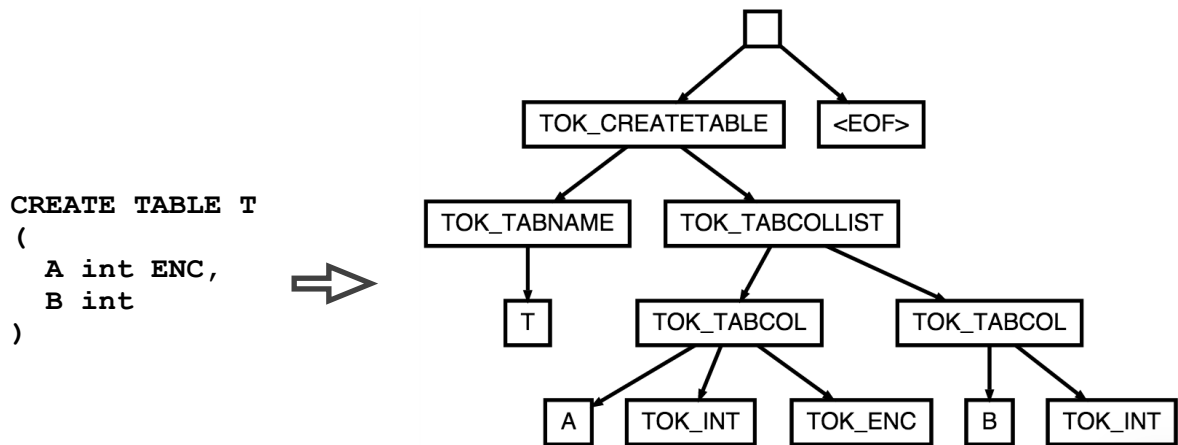 CREATE TABLE T
(
A int ENC,
B int
)
TOK_CREATETABLE <EOF>
TOK_TABNAME TOK_TABCOLLIST
T TOK_TABCOL TOK_TABCOL
A TOK_INT TOK_ENC B TOK_INT